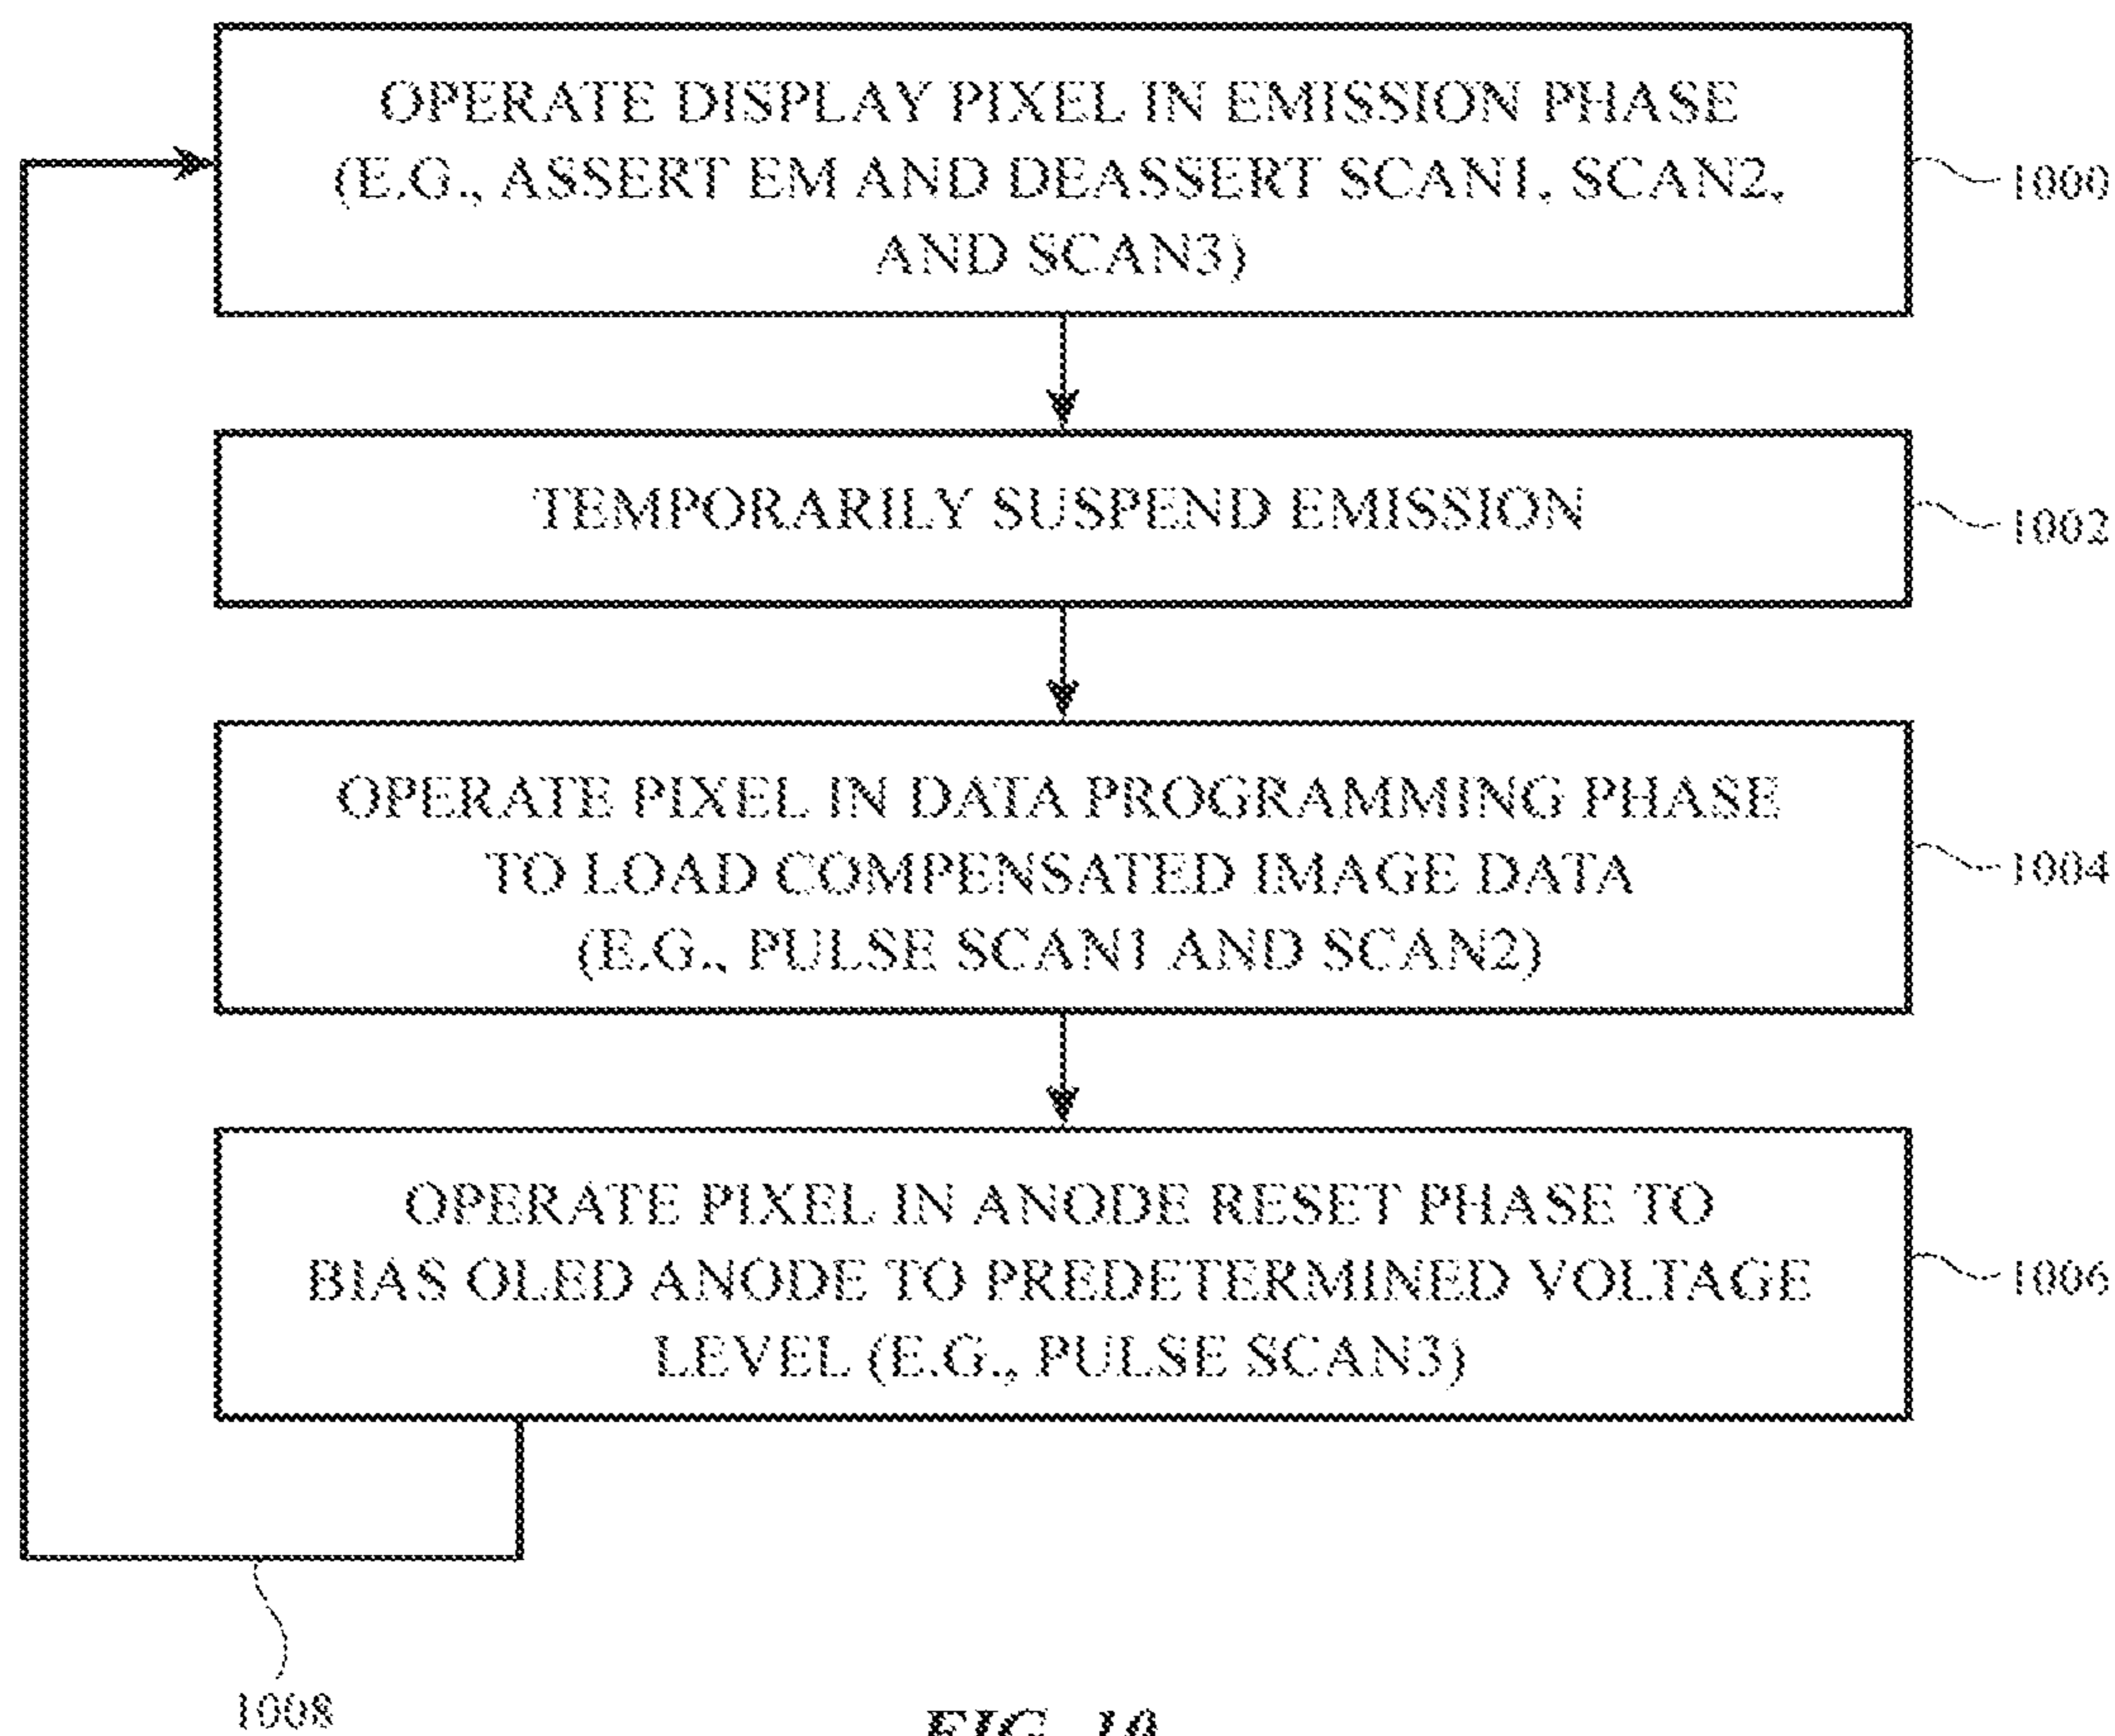 OPERATE DISPLAY PIXEL IN EMISSION PHASE
(E.G., ASSERT EM AND DEASSERT SCAN1, SCAN2,
AND SCAN3)
1000
TEMPORARILY SUSPEND EMISSION
1002
OPERATE PIXEL IN DATA PROGRAMMING PHASE
TO LOAD COMPENSATED IMAGE DATA
(E.G., PULSE SCAN1 AND SCAN2)
1004
OPERATE PIXEL IN ANODE RESET PHASE TO
BIAS OLED ANODE TO PREDETERMINED VOLTAGE
LEVEL (E.G., PULSE SCAN3)
1006
1008
FIG. 10